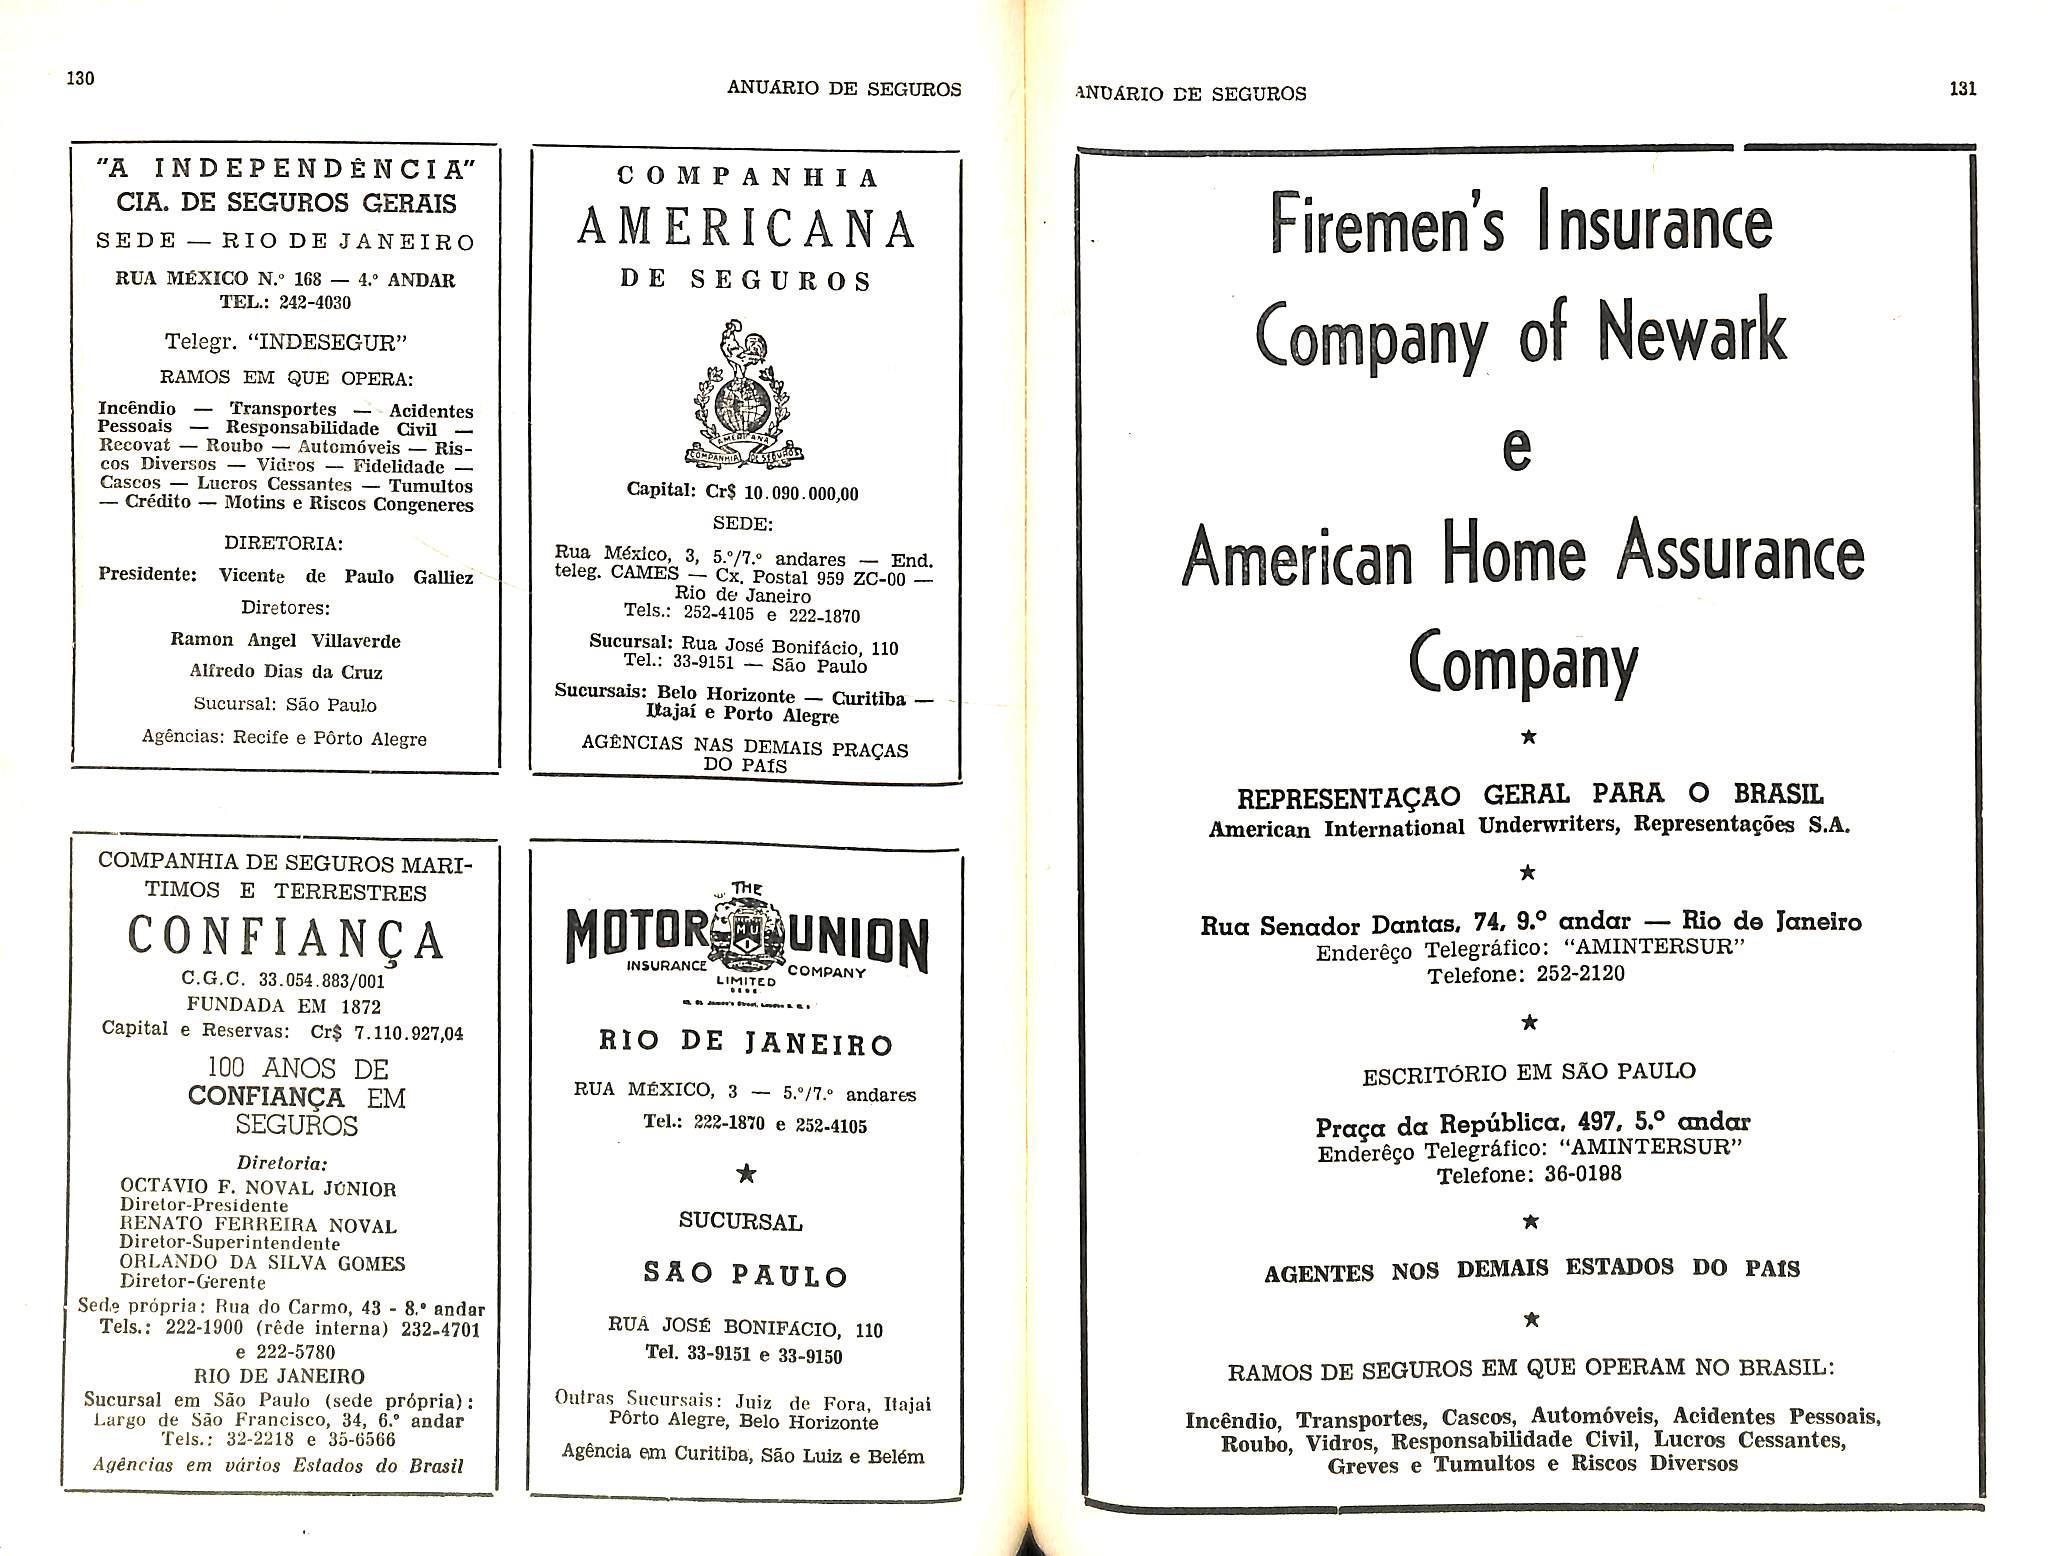 130
ANUÁRIO DE SEGUROS
"A INDEPENDÊNCIA"
CIA. DE SEGUROS GERAIS
SEDE — RIO DE JANEIRO
RUA MÉXICO N.º 168 — 4.º ANDAR
TEL.: 242-4030
Telegr. "INDESEGUR"
RAMOS EM QUE OPERA:
Incêndio — Transportes — Acidentes
Pessoais — Responsabilidade Civil —
Recovat — Roubo — Automóveis — Ris-
cos Diversos — Vidros — Fidelidade —
Cascos — Lucros Cessantes — Tumultos
— Crédito — Motins e Riscos Congeneres
DIRETORIA:
Presidente: Vicente de Paulo Galliez
Diretores:
Ramon Angel Villaverde
Alfredo Dias da Cruz
Sucursal: São Paulo
Agências: Recife e Pôrto Alegre
COMPANHIA
AMERICANA
DE SEGUROS
AMERICANA
COMPANHIA DE SEGUROS
Capital: Cr$ 10.090.000,00
SEDE:
Rua México, 3, 5.º/7.º andares — End.
teleg. CAMES — Cx. Postal 959 ZC-00 —
Rio de Janeiro
Tels.: 252-4105 e 222-1870
Sucursal: Rua José Bonifácio, 110
Tel.: 33-9151 — São Paulo
Sucursais: Belo Horizonte — Curitiba —
Itajaí e Porto Alegre
AGÊNCIAS NAS DEMAIS PRAÇAS
DO PAÍS
COMPANHIA DE SEGUROS MARI-
TIMOS E TERRESTRES
CONFIANÇA
C.G.C. 33.054.883/001
FUNDADA EM 1872
Capital e Reservas: Cr$ 7.110.927,04
100 ANOS DE
CONFIANÇA EM
SEGUROS
Diretoria:
OCTÁVIO F. NOVAL JÚNIOR
Diretor-Presidente
RENATO FERREIRA NOVAL
Diretor-Superintendente
ORLANDO DA SILVA GOMES
Diretor-Gerente
Sede própria: Rua do Carmo, 43 - 8.º andar
Tels.: 222-1900 (rêde interna) 232-4701
e 222-5780
RIO DE JANEIRO
Sucursal em São Paulo (sede própria):
Largo de São Francisco, 34, 6.º andar
Tels.: 32-2218 e 35-6566
Agências em vários Estados do Brasil
THE
MOTOR MU UNION
INSURANCE COMPANY
LIMITED
RIO DE JANEIRO
RUA MÉXICO, 3 — 5.º/7.º andares
Tel.: 222-1870 e 252-4105
★
SUCURSAL
SÃO PAULO
RUA JOSÉ BONIFÁCIO, 110
Tel. 33-9151 e 33-9150
Outras Sucursais: Juiz de Fora, Itajai
Pôrto Alegre, Belo Horizonte
Agência em Curitiba, São Luiz e Belém
ANUÁRIO DE SEGUROS
131
Firemen's Insurance
Company of Newark
e
American Home Assurance
Company
★
REPRESENTAÇAO GERAL PARA O BRASIL
American International Underwriters, Representações S.A.
★
Rua Senador Dantas, 74, 9.º andar — Rio de Janeiro
Enderêço Telegráfico: "AMINTERSUR"
Telefone: 252-2120
★
ESCRITÓRIO EM SÃO PAULO
Praça da República, 497, 5.º andar
Enderêço Telegráfico: "AMINTERSUR"
Telefone: 36-0198
★
AGENTES NOS DEMAIS ESTADOS DO PAÍS
★
RAMOS DE SEGUROS EM QUE OPERAM NO BRASIL:
Incêndio, Transportes, Cascos, Automóveis, Acidentes Pessoais,
Roubo, Vidros, Responsabilidade Civil, Lucros Cessantes,
Greves e Tumultos e Riscos Diversos